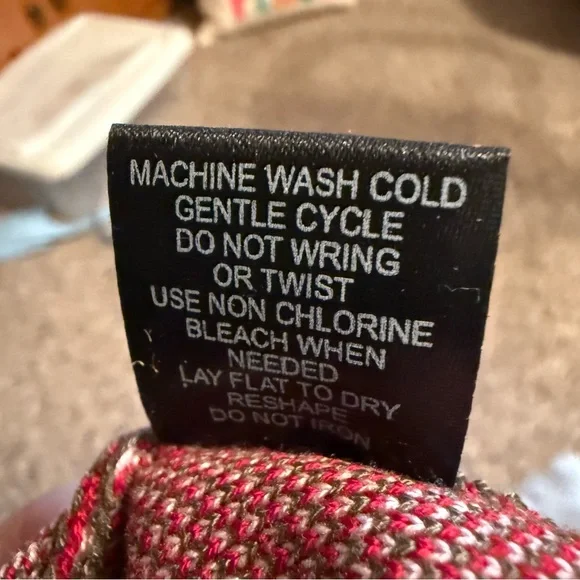 MACHINE WASH COLD
GENTLE CYCLE
DO NOT WRING
OR TWIST
USE NON CHLORINE
BLEACH WHEN
NEEDED
LAY FLAT TO DRY
RESHAPE
DO NOT IRON